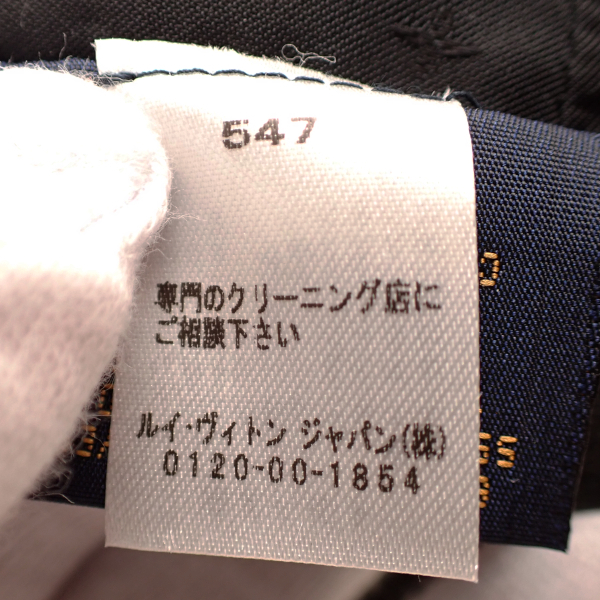 547
専門のクリーニング店に
ご相談下さい
ルイ・ヴィトン ジャパン(株)
0120-00-1854